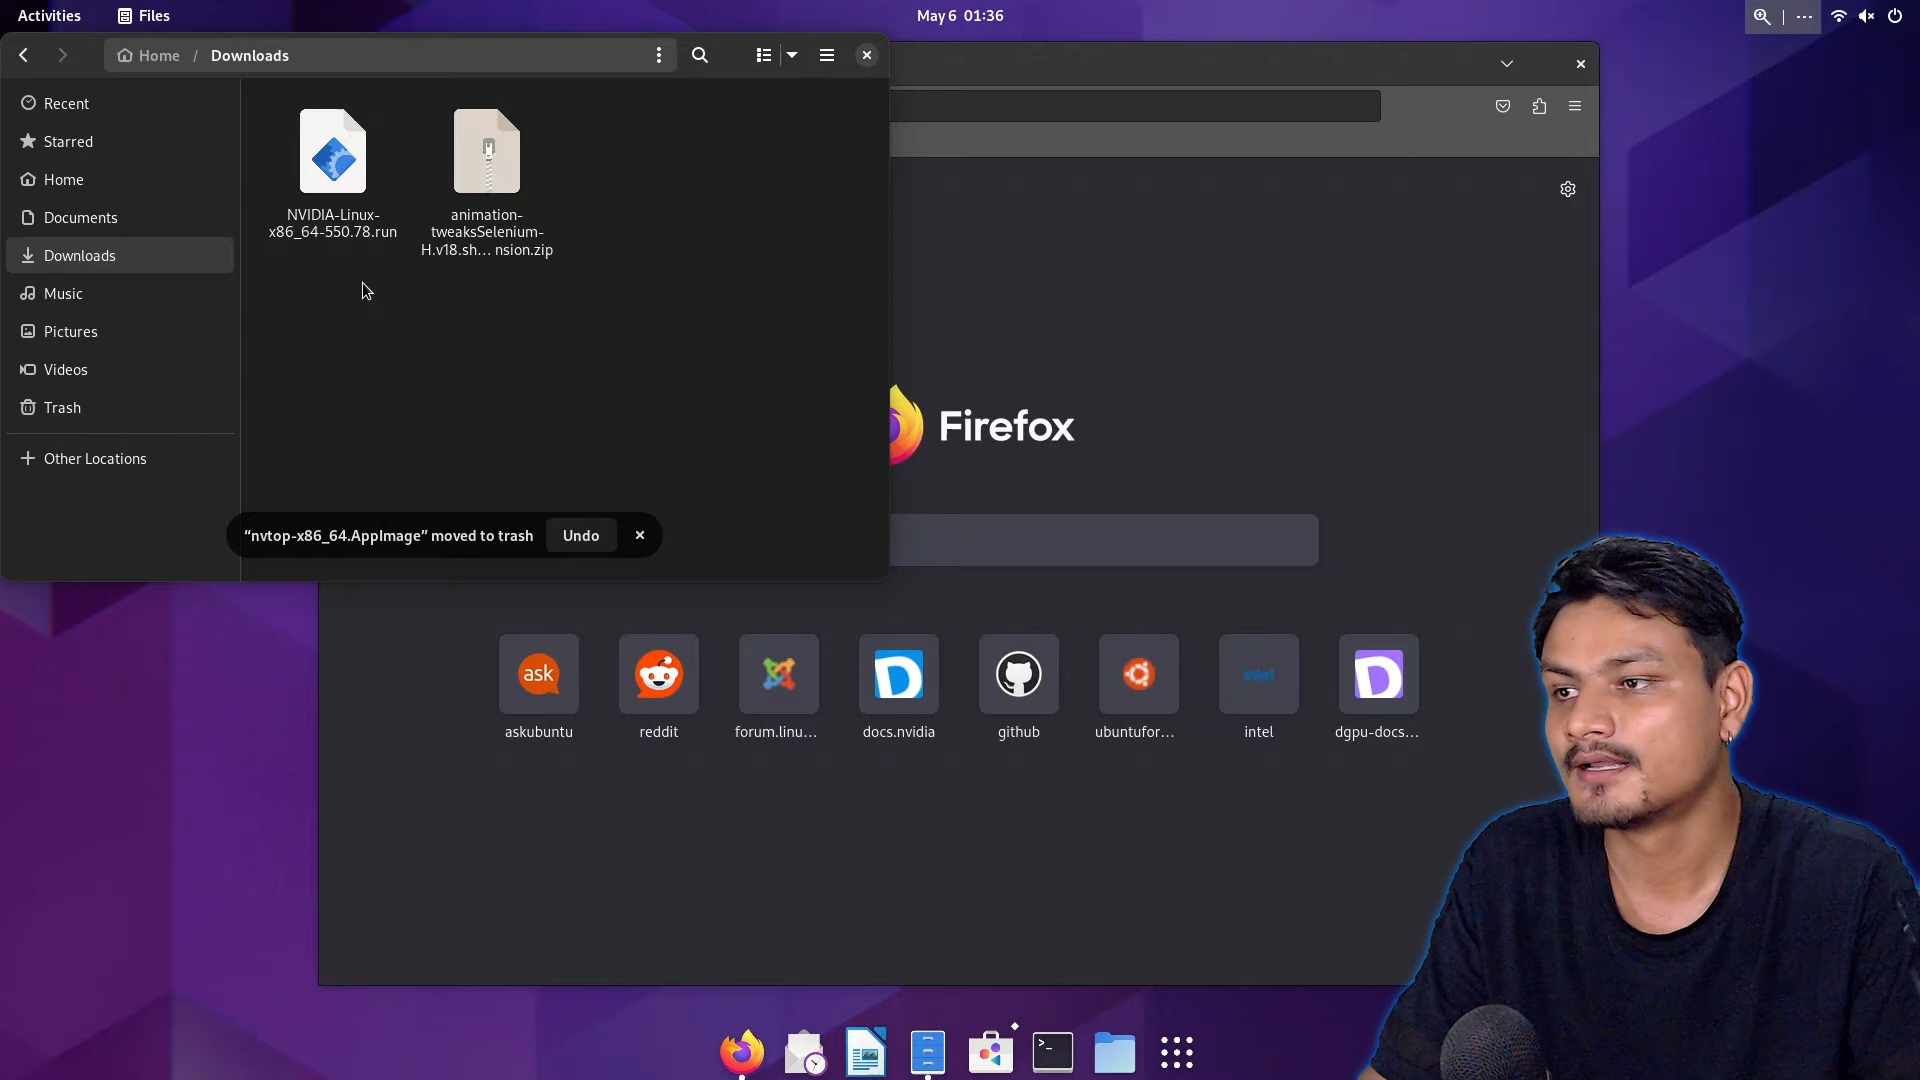 Activities
Files
May 6 01:36
Home / Downloads
Recent
Starred
Home
Documents
Downloads
Music
Pictures
Videos
Trash
Other Locations
NVIDIA-Linux-
x86_64-550.78.run
animation-
tweaksSelenium-
H.v18.sh... nsion.zip
“nvtop-x86_64.AppImage” moved to trash
Undo
Firefox
ask
intel
askubuntu
reddit
forum.linu...
docs.nvidia
github
ubuntufor...
intel
dgpu-docs...